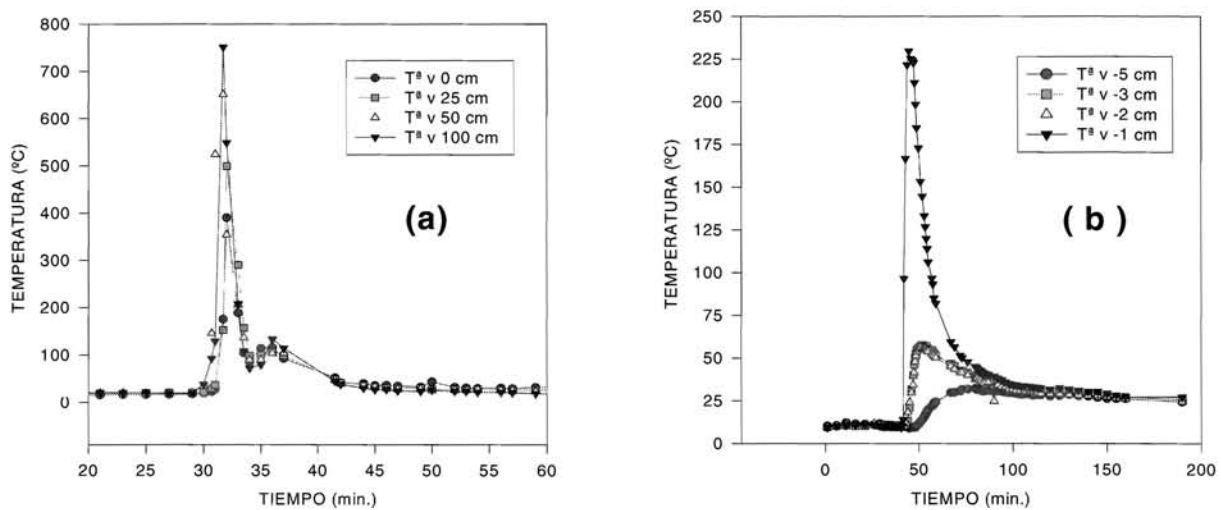 800
700
600
500
400
300
200
100
0
TEMPERATURA (ºC)
Tª v 0 cm
Tª v 25 cm
Tª v 50 cm
Tª v 100 cm
(a)
20 25 30 35 40 45 50 55 60
TIEMPO (min.)
250
225
200
175
150
125
100
75
50
25
0
TEMPERATURA (ºC)
Tª v -5 cm
Tª v -3 cm
Tª v -2 cm
Tª v -1 cm
( b )
0 50 100 150 200
TIEMPO (min.)